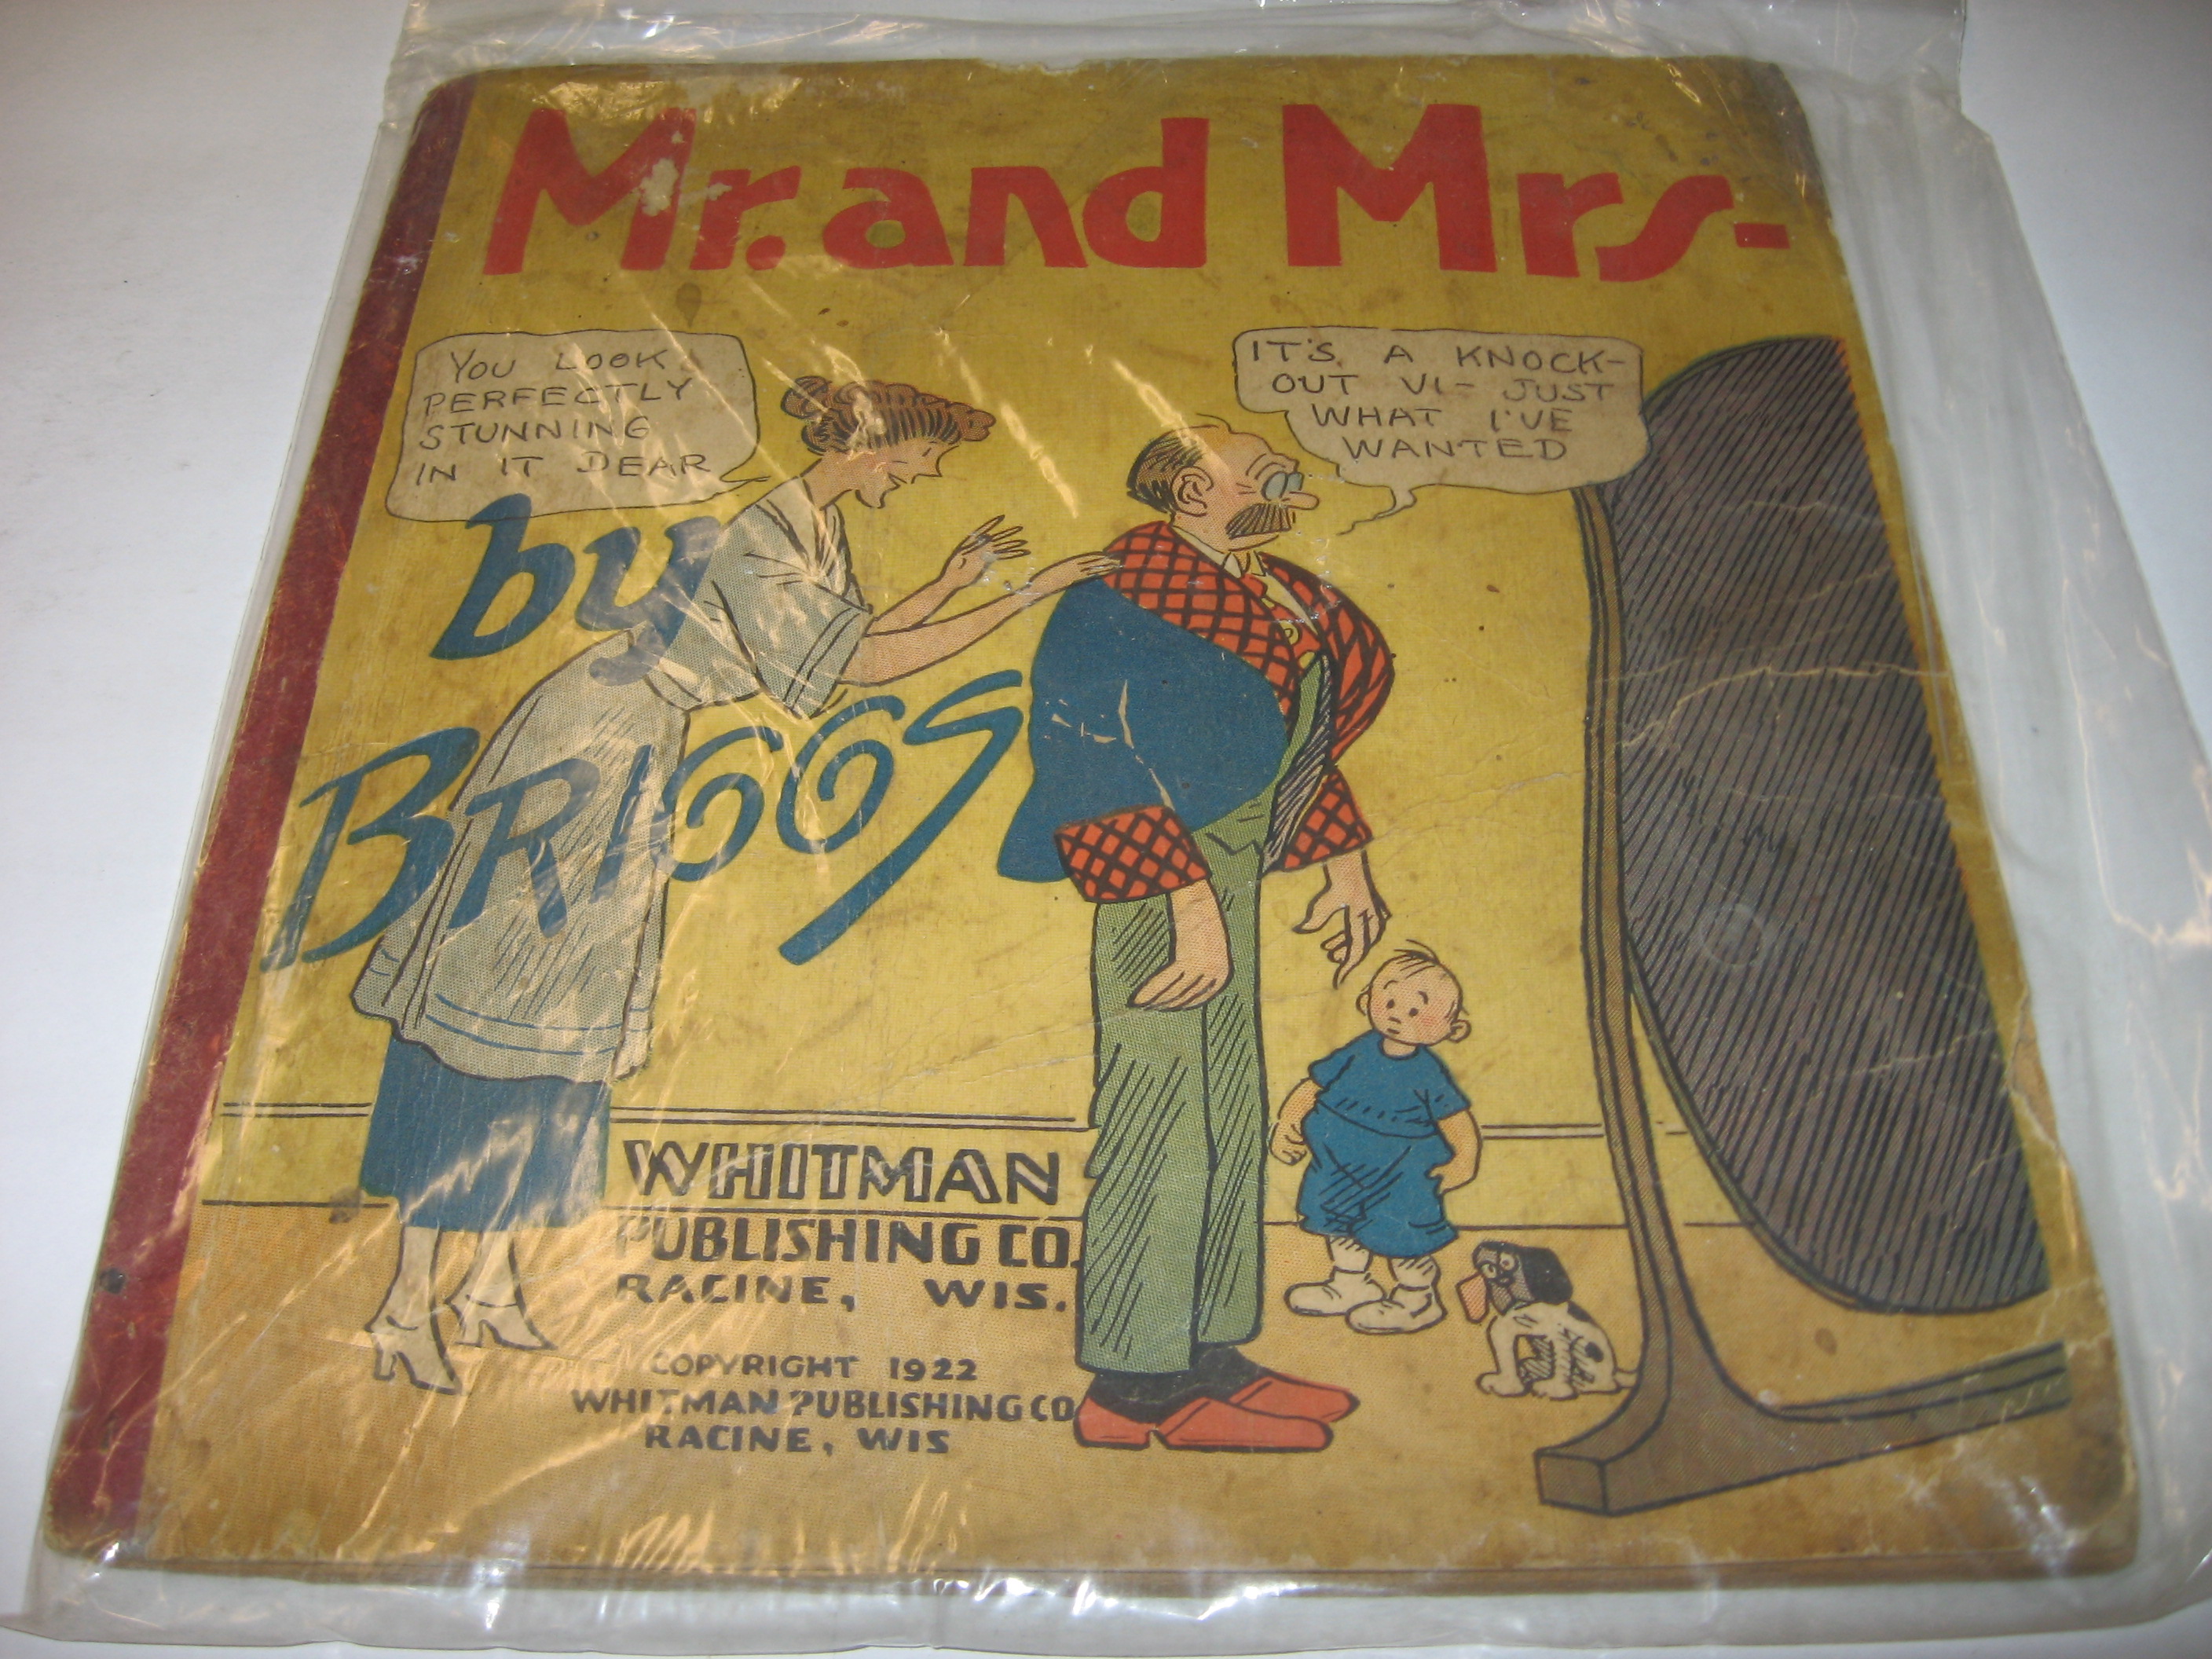 Mr. and Mrs-
YOU LOOK
PERFECTLY
STUNNING
IN IT DEAR
IT'S A KNOCK-
OUT VI- JUST
WHAT I'VE
WANTED
by
BRIGGS
WHITMAN
PUBLISHING CO.
RACINE, WIS.
COPYRIGHT 1922
WHITMAN PUBLISHING CO
RACINE, WIS